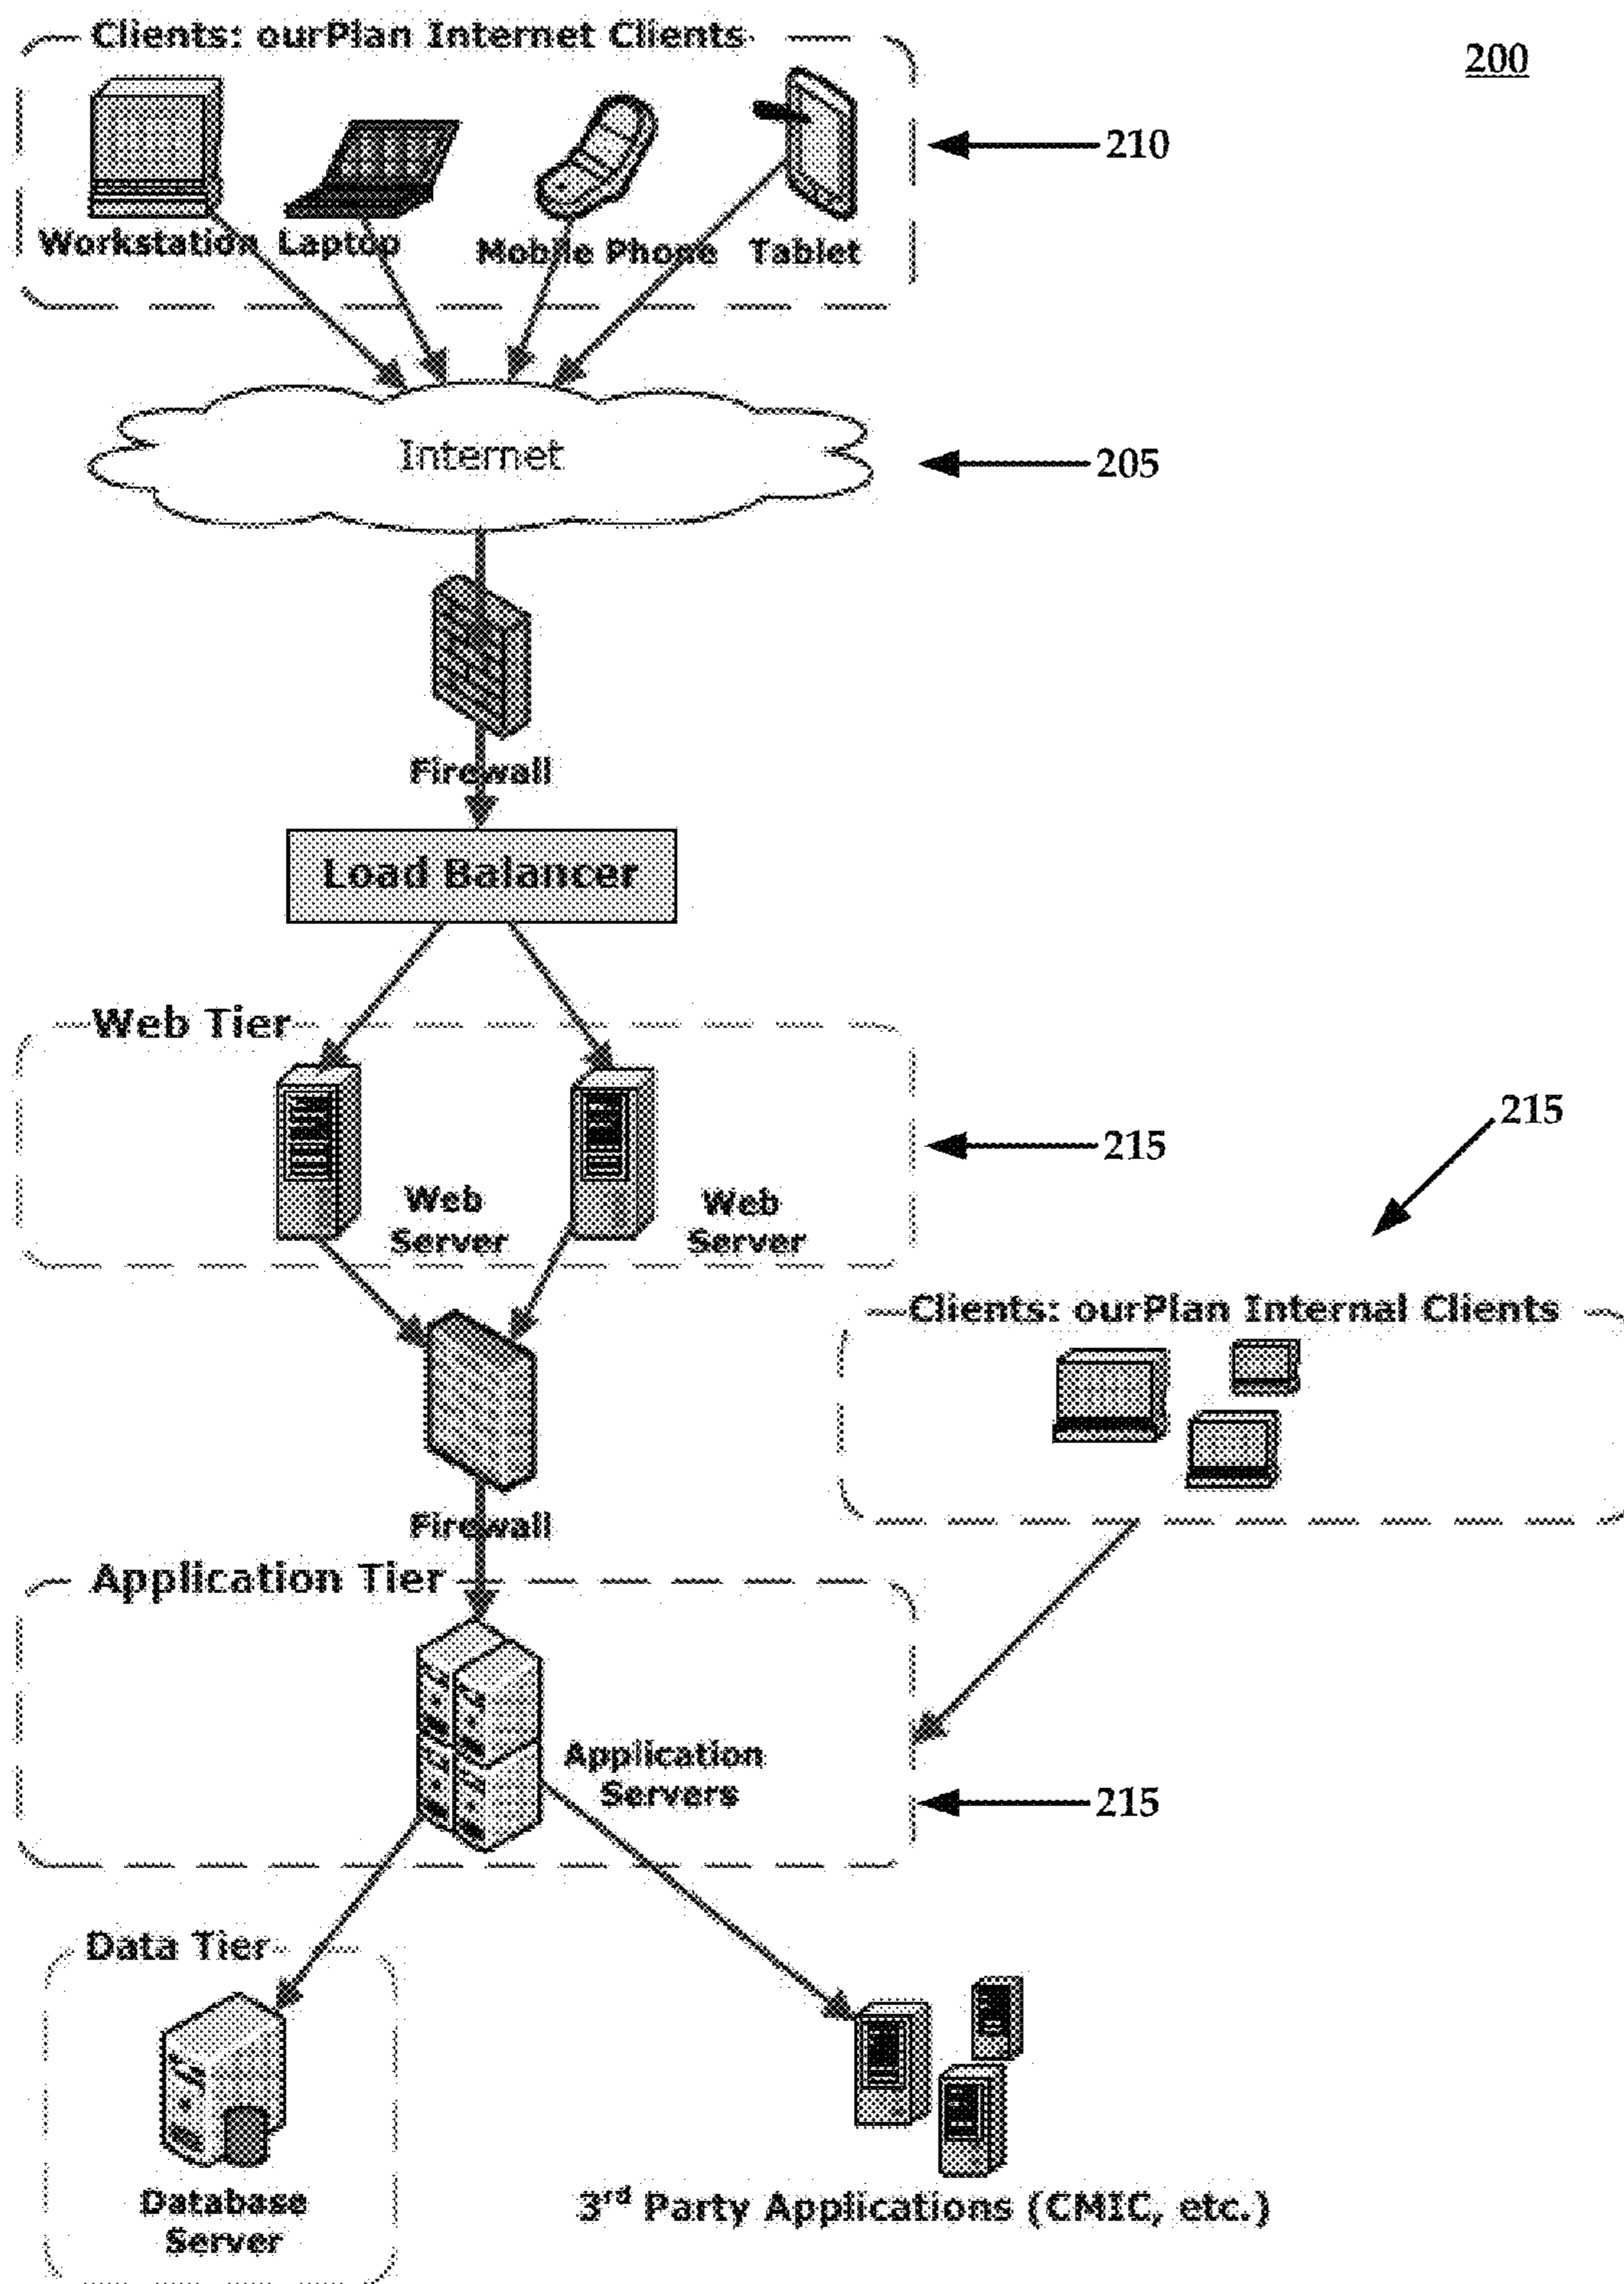 Clients: ourPlan Internet Clients
200
210
Workstation
Laptop
Mobile Phone
Tablet
Internet
205
Firewall
Load Balancer
Web Tier
215
215
Web
Server
Web
Server
Clients: ourPlan Internal Clients
Firewall
Application Tier
Application
Servers
215
Data Tier
Database
Server
3rd Party Applications (CMIC, etc.)